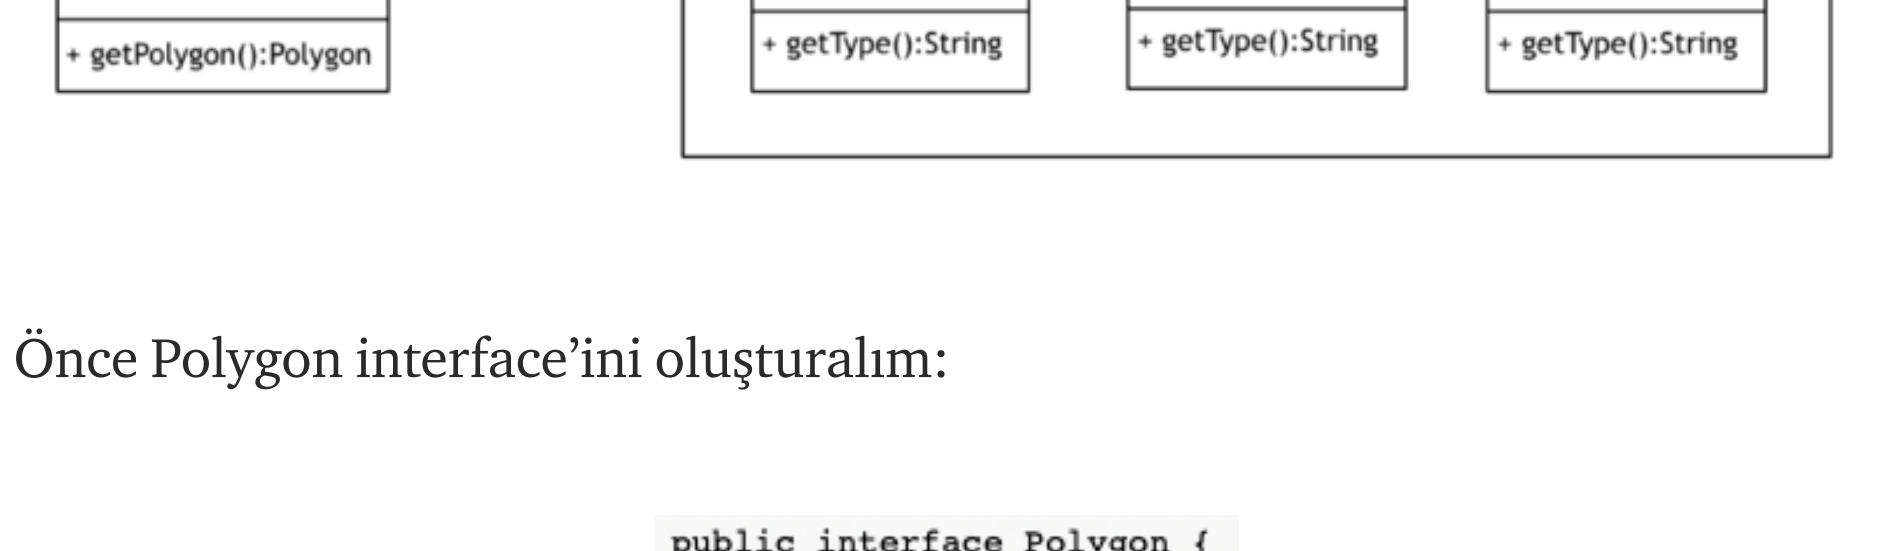 + getPolygon():Polygon
+ getType():String
+ getType():String
+ getType():String
Önce Polygon interface’ini oluşturalım:
public interface Polygon {